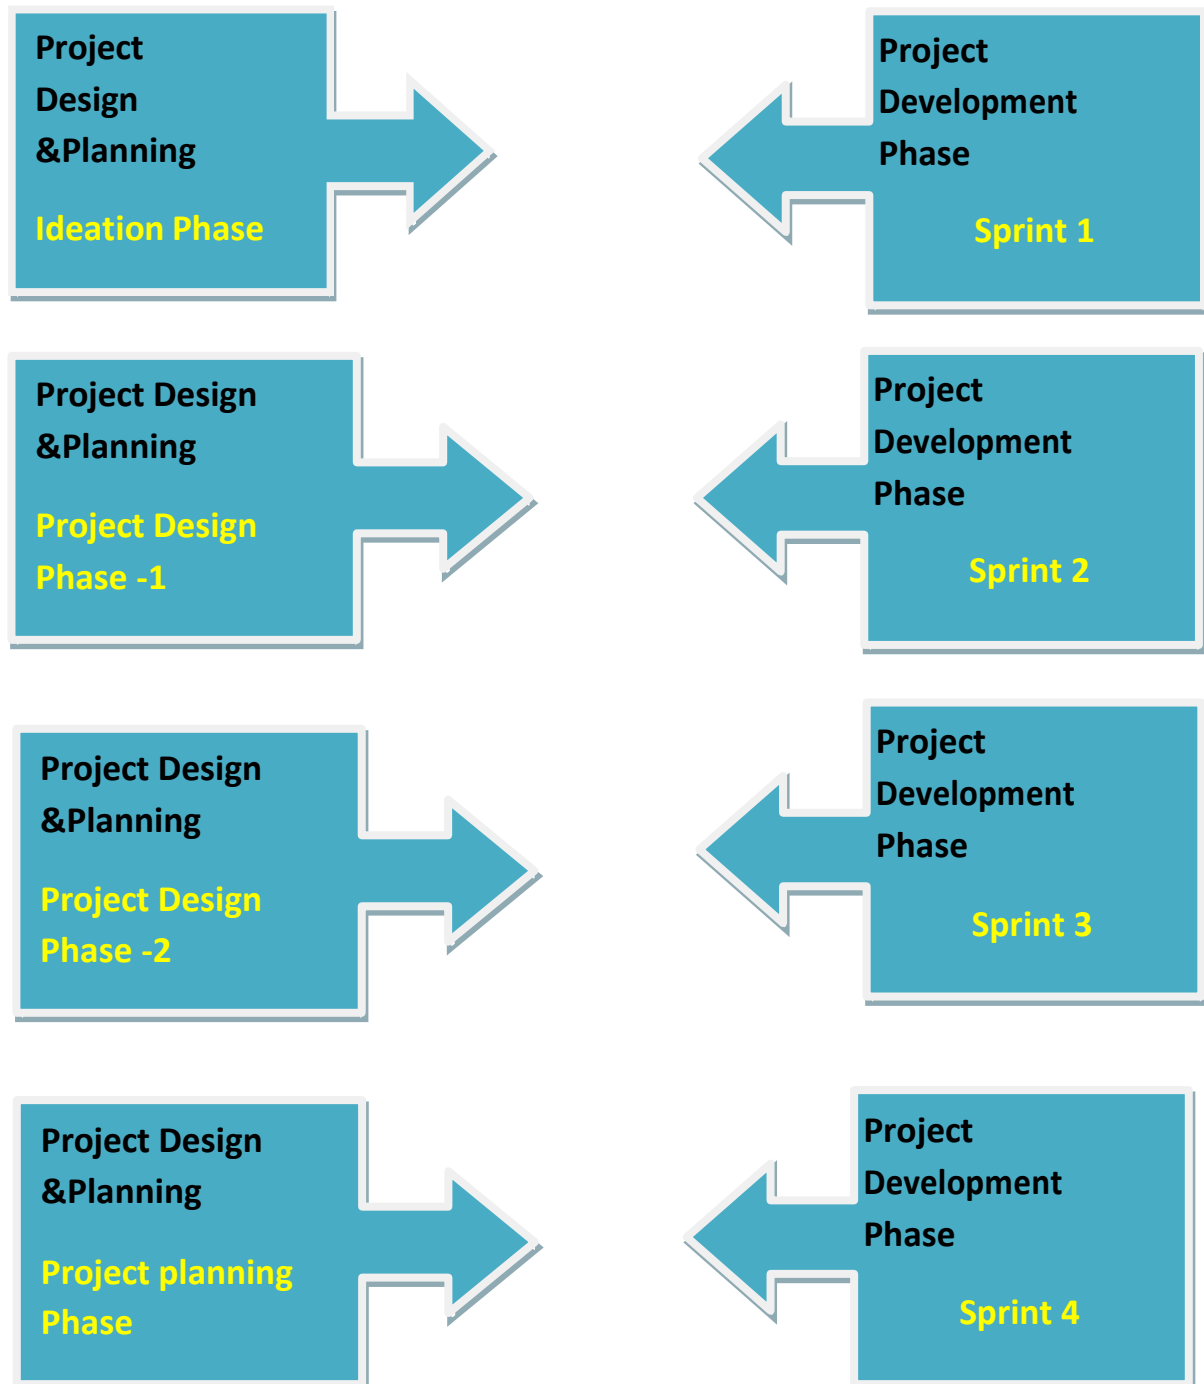 Project
Design
&Planning
Ideation Phase
Project
Development
Phase
Sprint 1
Project Design
&Planning
Project Design
Phase -1
Project
Development
Phase
Sprint 2
Project Design
&Planning
Project Design
Phase -2
Project
Development
Phase
Sprint 3
Project Design
&Planning
Project planning
Phase
Project
Development
Phase
Sprint 4